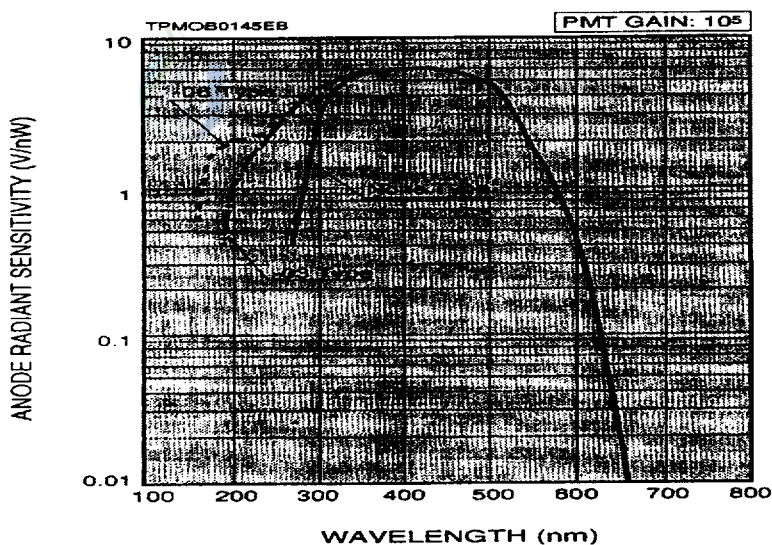 TPMOB0145EB
PMT GAIN: 10⁵
ANODE RADIANT SENSITIVITY (V/nW)
10
1
0.1
0.01
100 200 300 400 500 600 700 800
WAVELENGTH (nm)